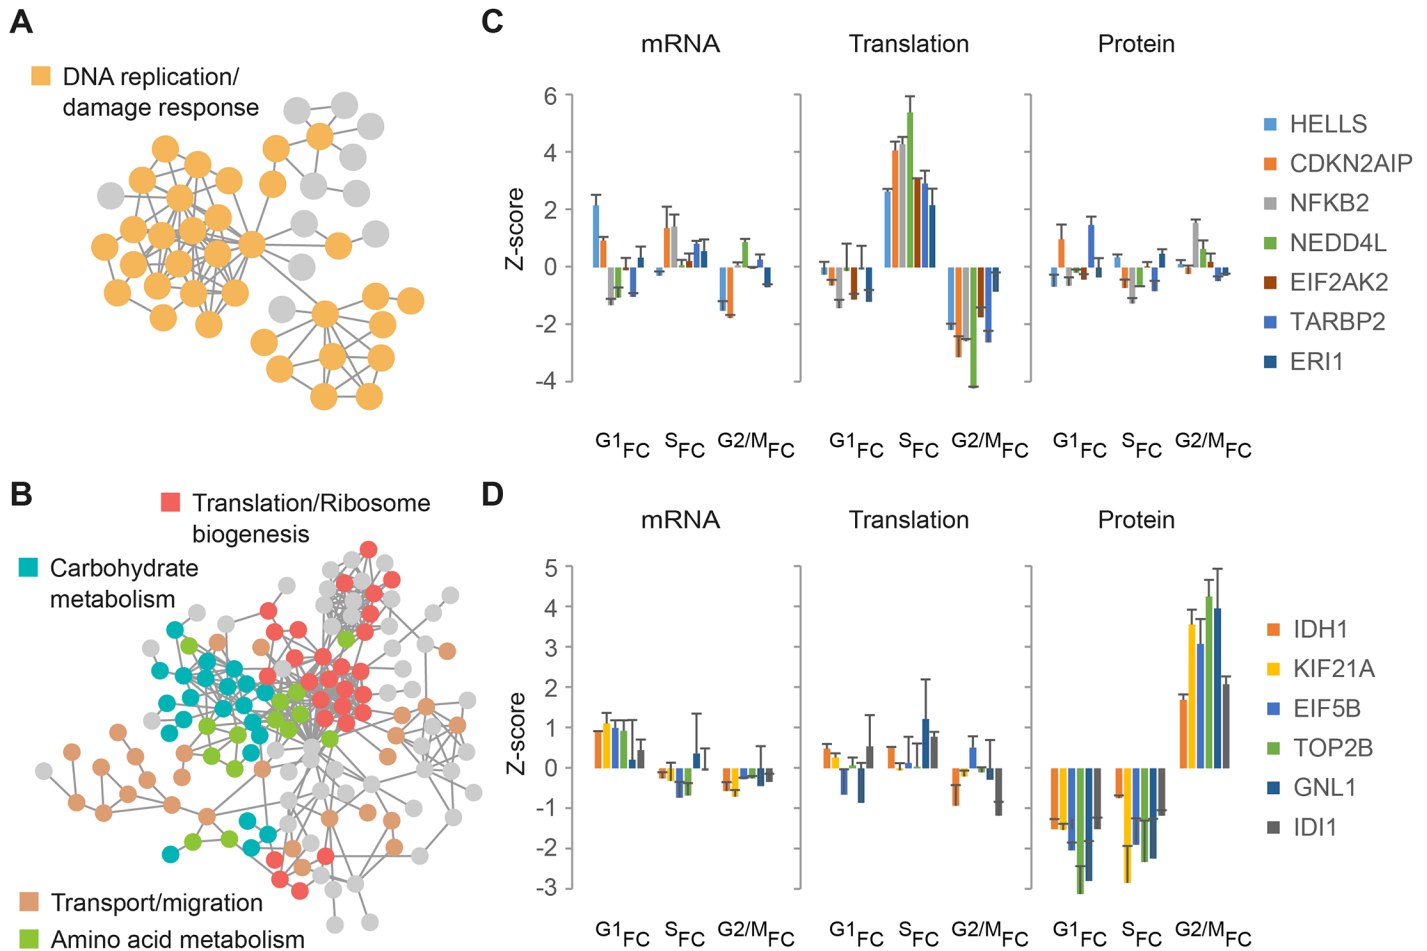 A
DNA replication/
damage response
B
Translation/Ribosome
biogenesis
Carbohydrate
metabolism
Transport/migration
Amino acid metabolism
C
mRNA
Translation
Protein
Z-score
6
4
2
0
-2
-4
G1FC
SFC
G2/MFC
G1FC
SFC
G2/MFC
G1FC
SFC
G2/MFC
HELLS
CDKN2AIP
NFKB2
NEDD4L
EIF2AK2
TARBP2
ERI1
D
mRNA
Translation
Protein
Z-score
5
4
3
2
1
0
-1
-2
-3
G1FC
SFC
G2/MFC
G1FC
SFC
G2/MFC
G1FC
SFC
G2/MFC
IDH1
KIF21A
EIF5B
TOP2B
GNL1
IDI1